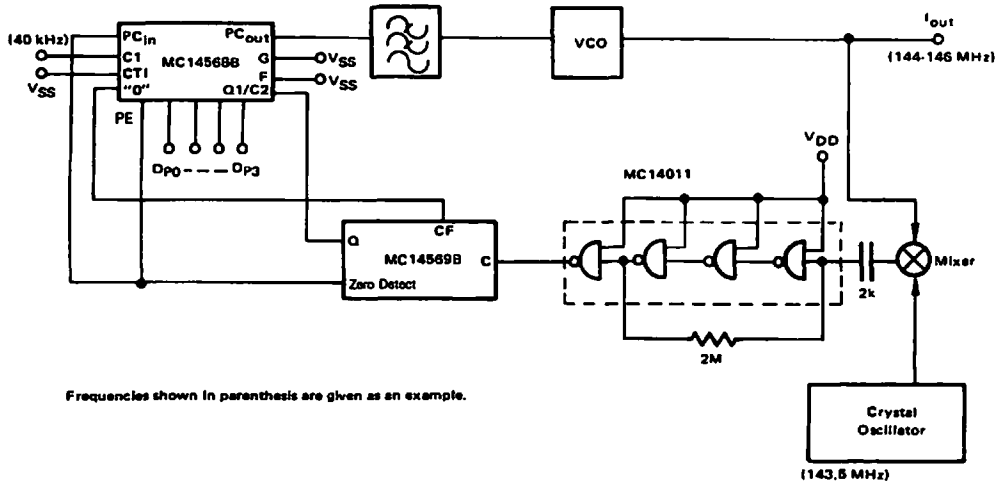 (40 kHz)
PCin
PCout
C1
CTI
"0"
MC14568B
G
F
Q1/C2
VSS
VSS
VSS
PE
DP0 - - - DP3
VCO
fout
(144-146 MHz)
VDD
MC14011
CF
Q
MC14569B
C
Zero Detect
2M
2k
Mixer
Crystal
Oscillator
(143,5 MHz)
Frequencies shown in parenthesis are given as an example.